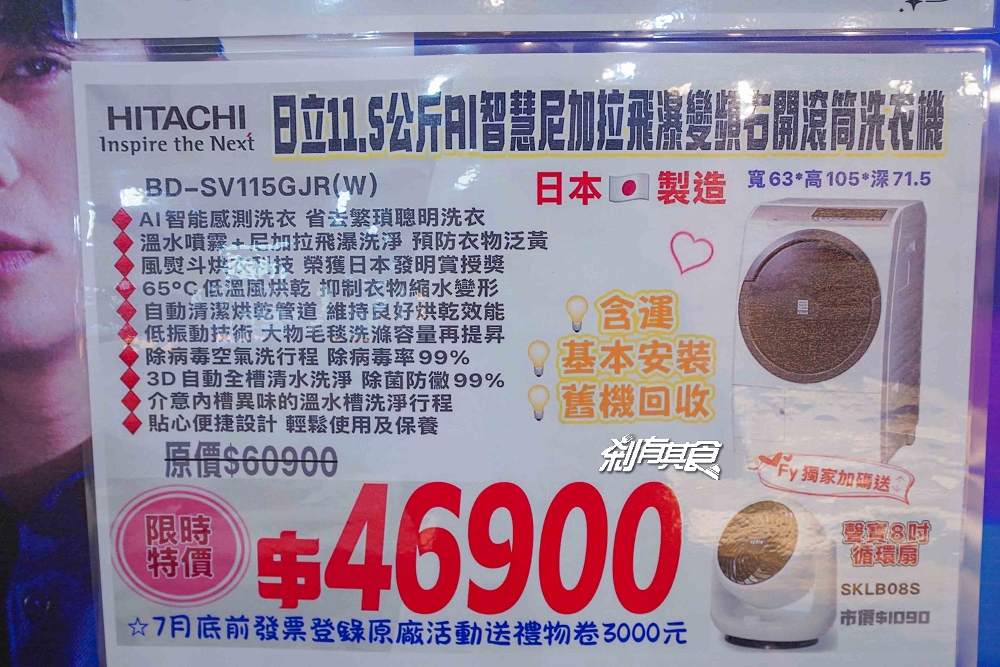 HITACHI
Inspire the Next
日立11.5公斤AI智慧尼加拉飛瀑變頻右開滾筒洗衣機
BD-SV115GJR(W)
日本 製造
寬63*高105*深71.5
AI智能感測洗衣 省去繁瑣聰明洗衣
溫水噴霧+尼加拉飛瀑洗淨 預防衣物泛黃
風熨斗烘衣科技 榮獲日本發明賞授獎
65°C低溫風烘乾 抑制衣物縮水變形
自動清潔烘乾管道 維持良好烘乾效能
低振動技術 大物毛毯洗滌容量再提昇
除病毒空氣洗行程 除病毒率99%
3D自動全槽清水洗淨 除菌防黴99%
介意內槽異味的溫水槽洗淨行程
貼心便捷設計 輕鬆使用及保養
含運
基本安裝
舊機回收
原價$60900
剎有其食
Fy獨家加碼送
限時
特價
$46900
聲寶8吋
循環扇
SKLB08S
市價$1090
☆7月底前發票登錄原廠活動送禮物卷3000元